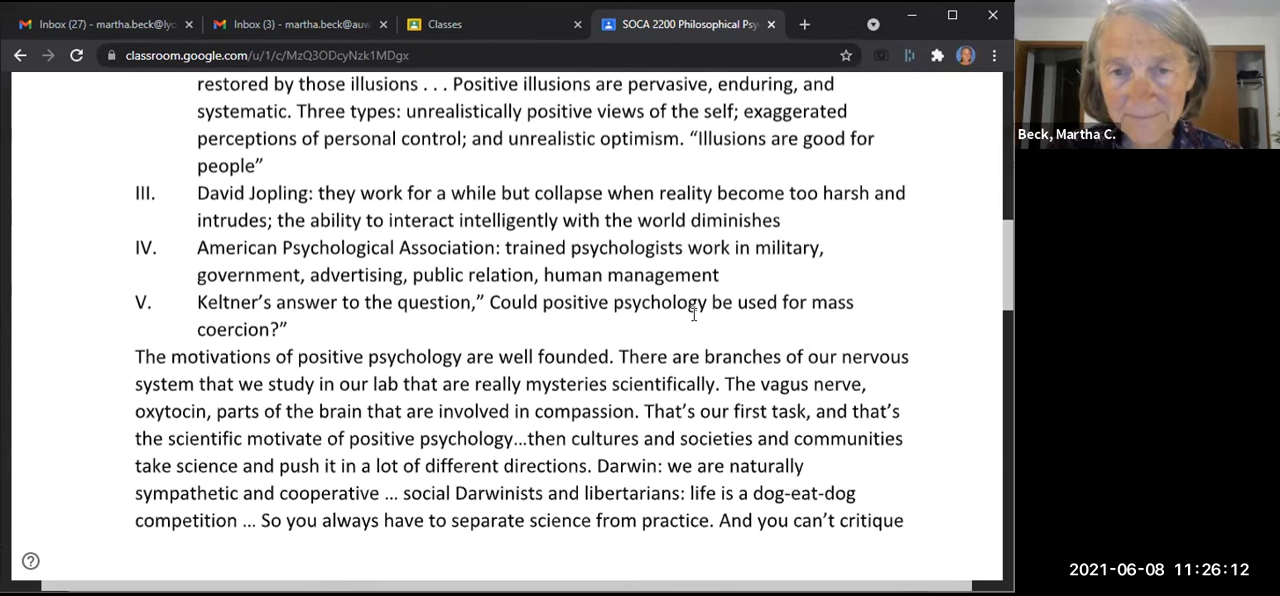 Inbox (27) - martha.beck@lyo
Inbox (3) - martha.beck@auw
Classes
SOCA 2200 Philosophical Psy
classroom.google.com/u/1/c/MzQ3ODcyNzk1MDgx
restored by those illusions . . . Positive illusions are pervasive, enduring, and
systematic. Three types: unrealistically positive views of the self; exaggerated
perceptions of personal control; and unrealistic optimism. “Illusions are good for
people”
III. David Jopling: they work for a while but collapse when reality become too harsh and
intrudes; the ability to interact intelligently with the world diminishes
IV. American Psychological Association: trained psychologists work in military,
government, advertising, public relation, human management
V. Keltner’s answer to the question,” Could positive psychology be used for mass
coercion?”
The motivations of positive psychology are well founded. There are branches of our nervous
system that we study in our lab that are really mysteries scientifically. The vagus nerve,
oxytocin, parts of the brain that are involved in compassion. That’s our first task, and that’s
the scientific motivate of positive psychology…then cultures and societies and communities
take science and push it in a lot of different directions. Darwin: we are naturally
sympathetic and cooperative … social Darwinists and libertarians: life is a dog-eat-dog
competition … So you always have to separate science from practice. And you can’t critique
Beck, Martha C.
2021-06-08 11:26:12